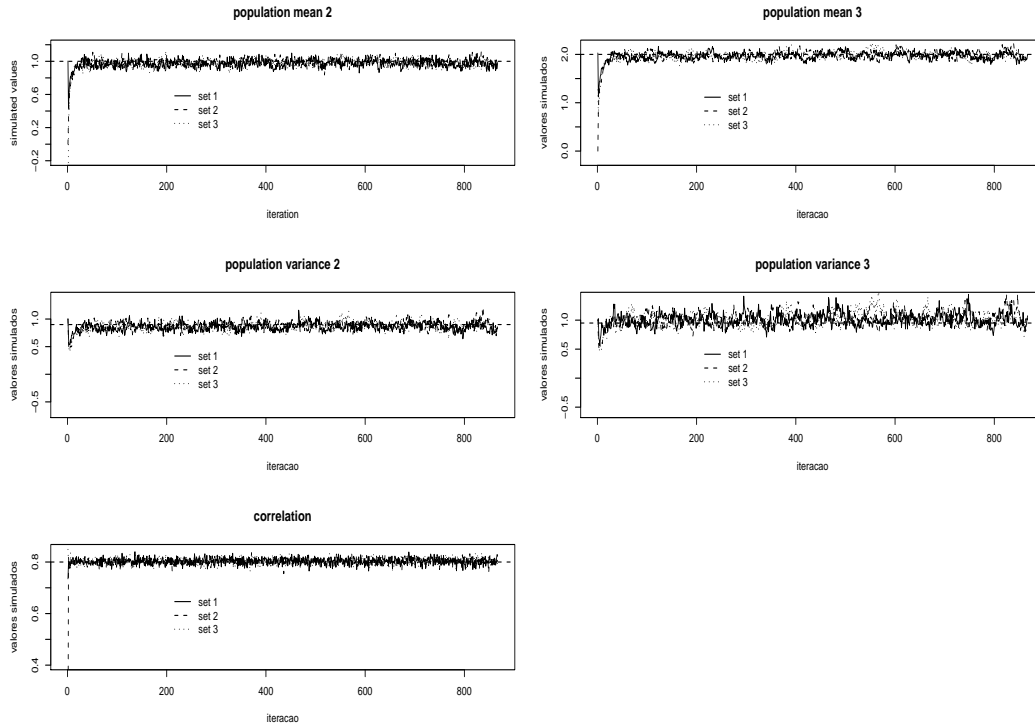 population mean 2
simulated values
-0.2
0.2
0.6
1.0
set 1
set 2
set 3
0
200
400
600
800
iteration
population mean 3
valores simulados
0.0
1.0
2.0
set 1
set 2
set 3
0
200
400
600
800
iteracao
population variance 2
valores simulados
-0.5
0.5
1.0
set 1
set 2
set 3
0
200
400
600
800
iteracao
population variance 3
valores simulados
-0.5
0.5
1.0
set 1
set 2
set 3
0
200
400
600
800
iteracao
correlation
valores simulados
0.4
0.6
0.8
set 1
set 2
set 3
0
200
400
600
800
iteracao